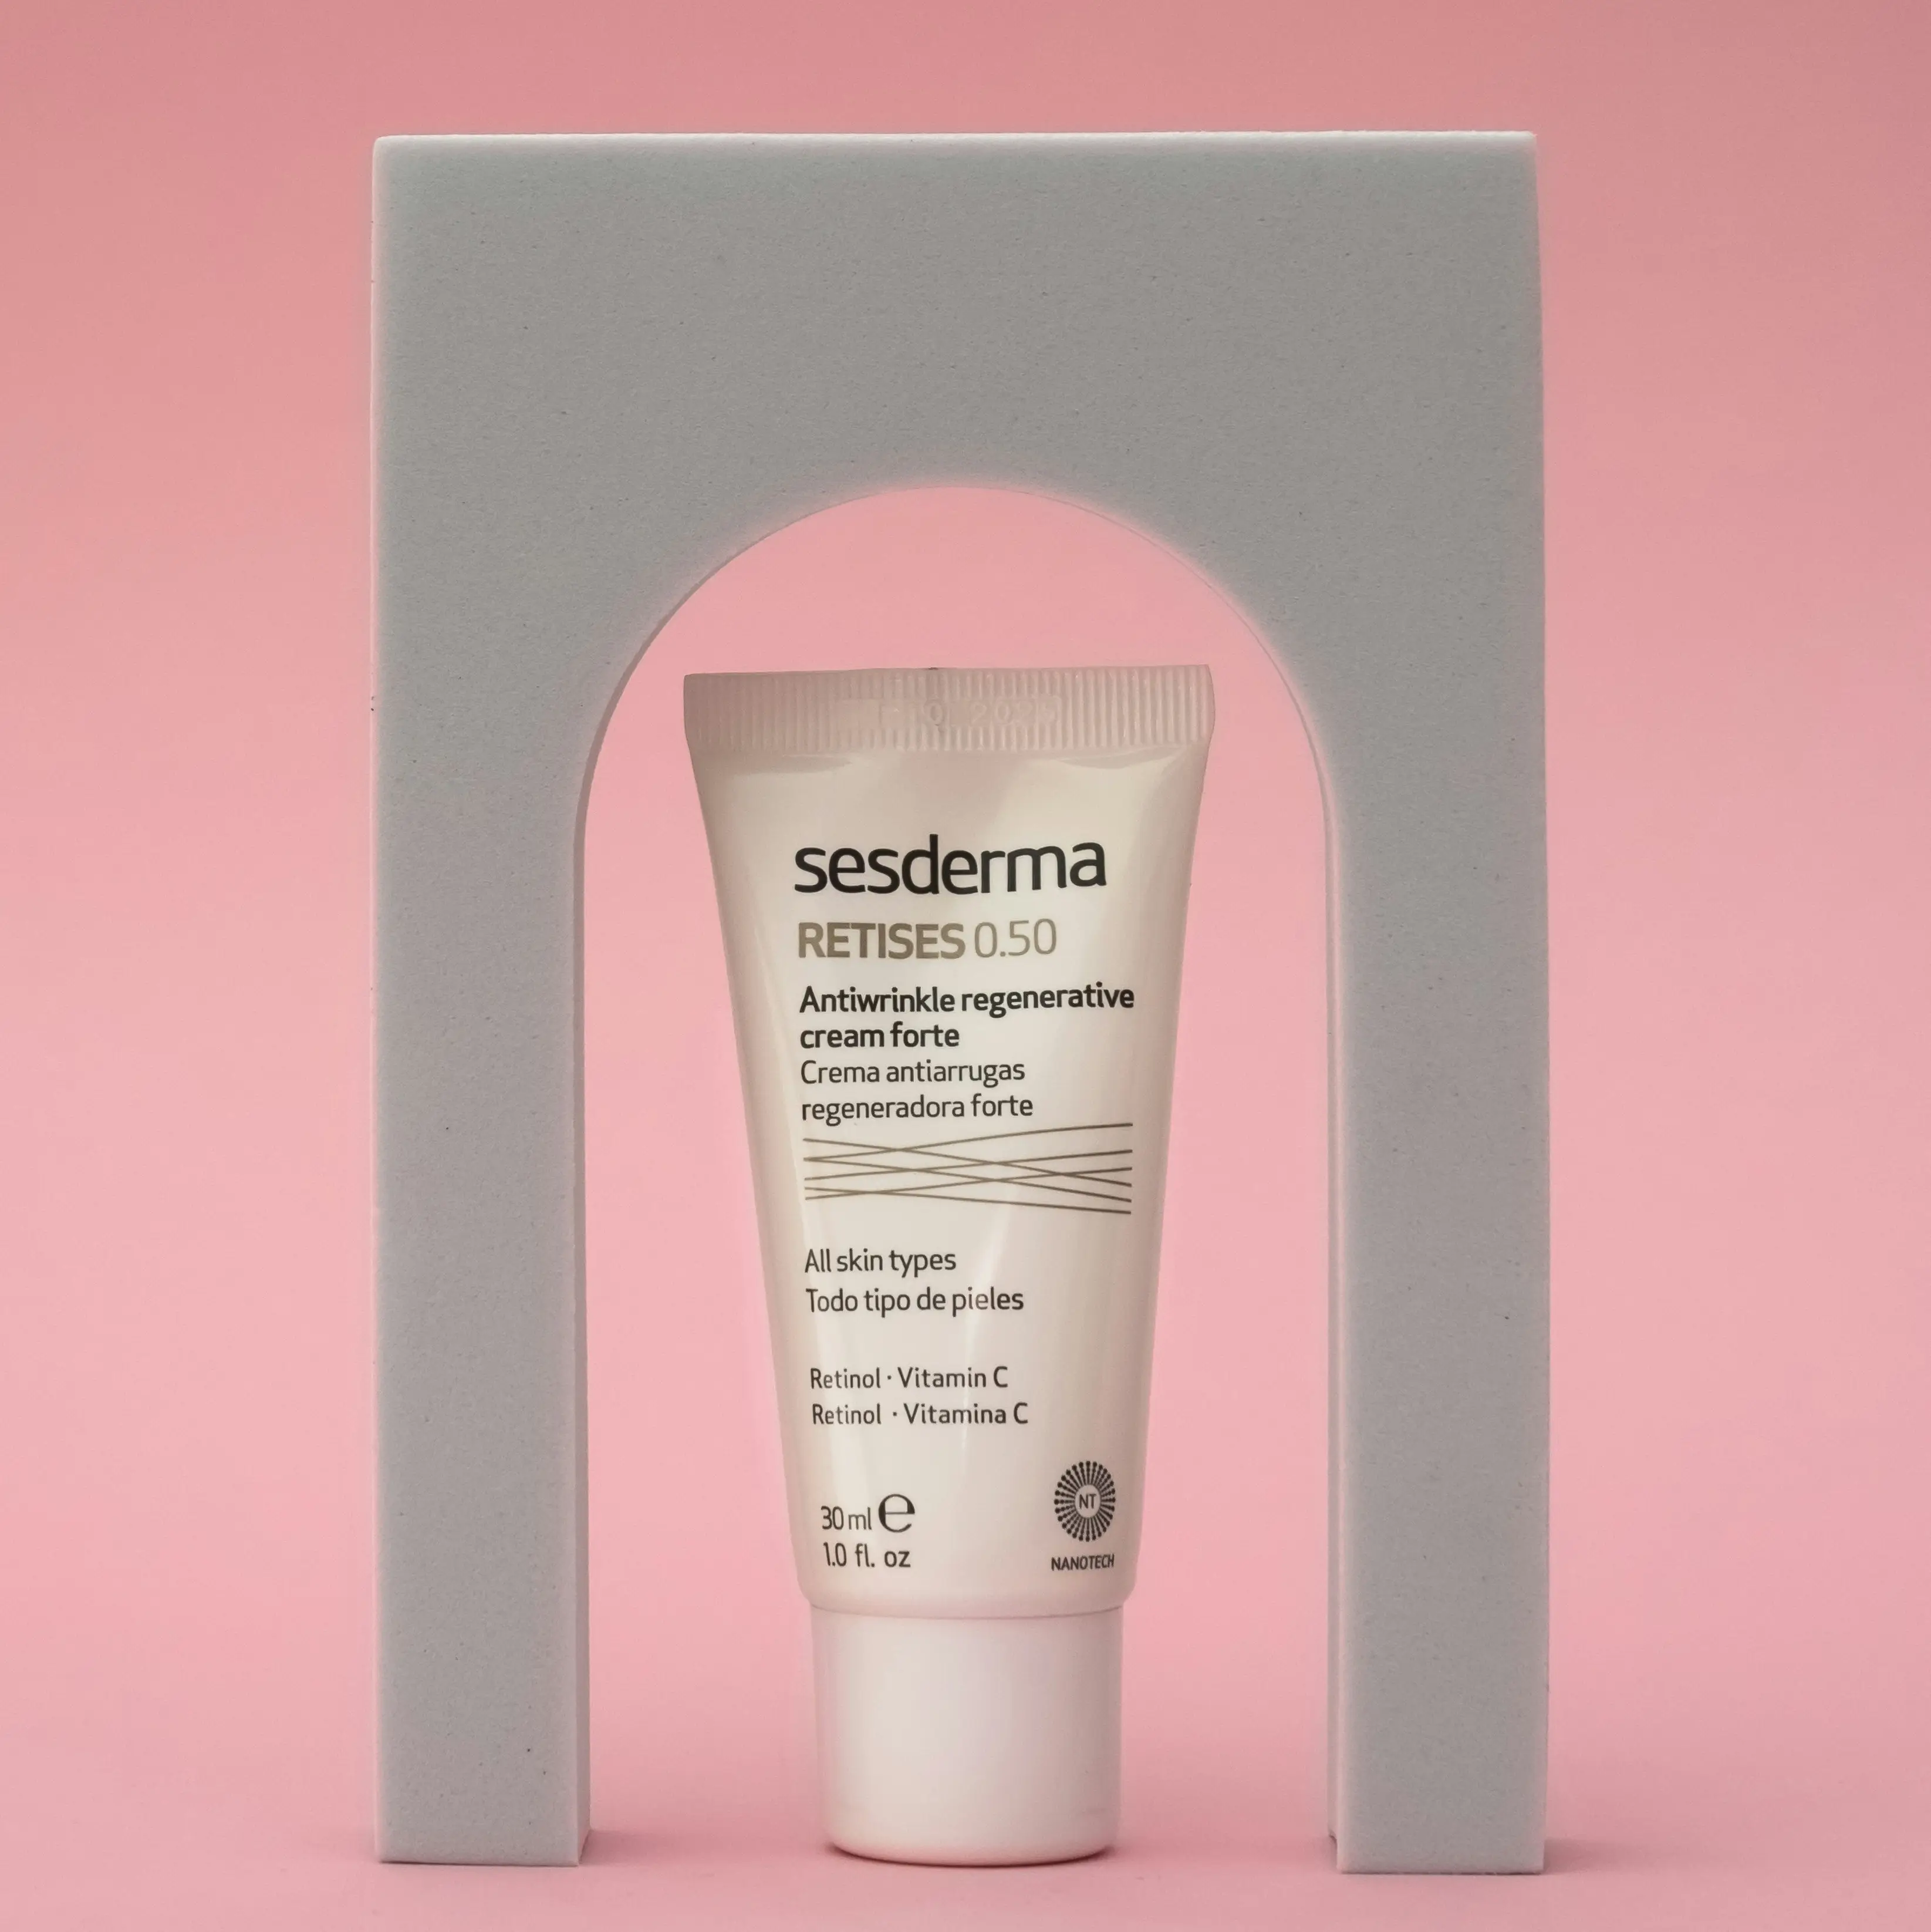 sesderma
RETISES 0.50
Antiwrinkle regenerative
cream forte
Crema antiarrugas
regeneradora forte
All skin types
Todo tipo de pieles
Retinol · Vitamin C
Retinol · Vitamina C
30 ml ℮
1.0 fl. oz
NT
NANOTECH